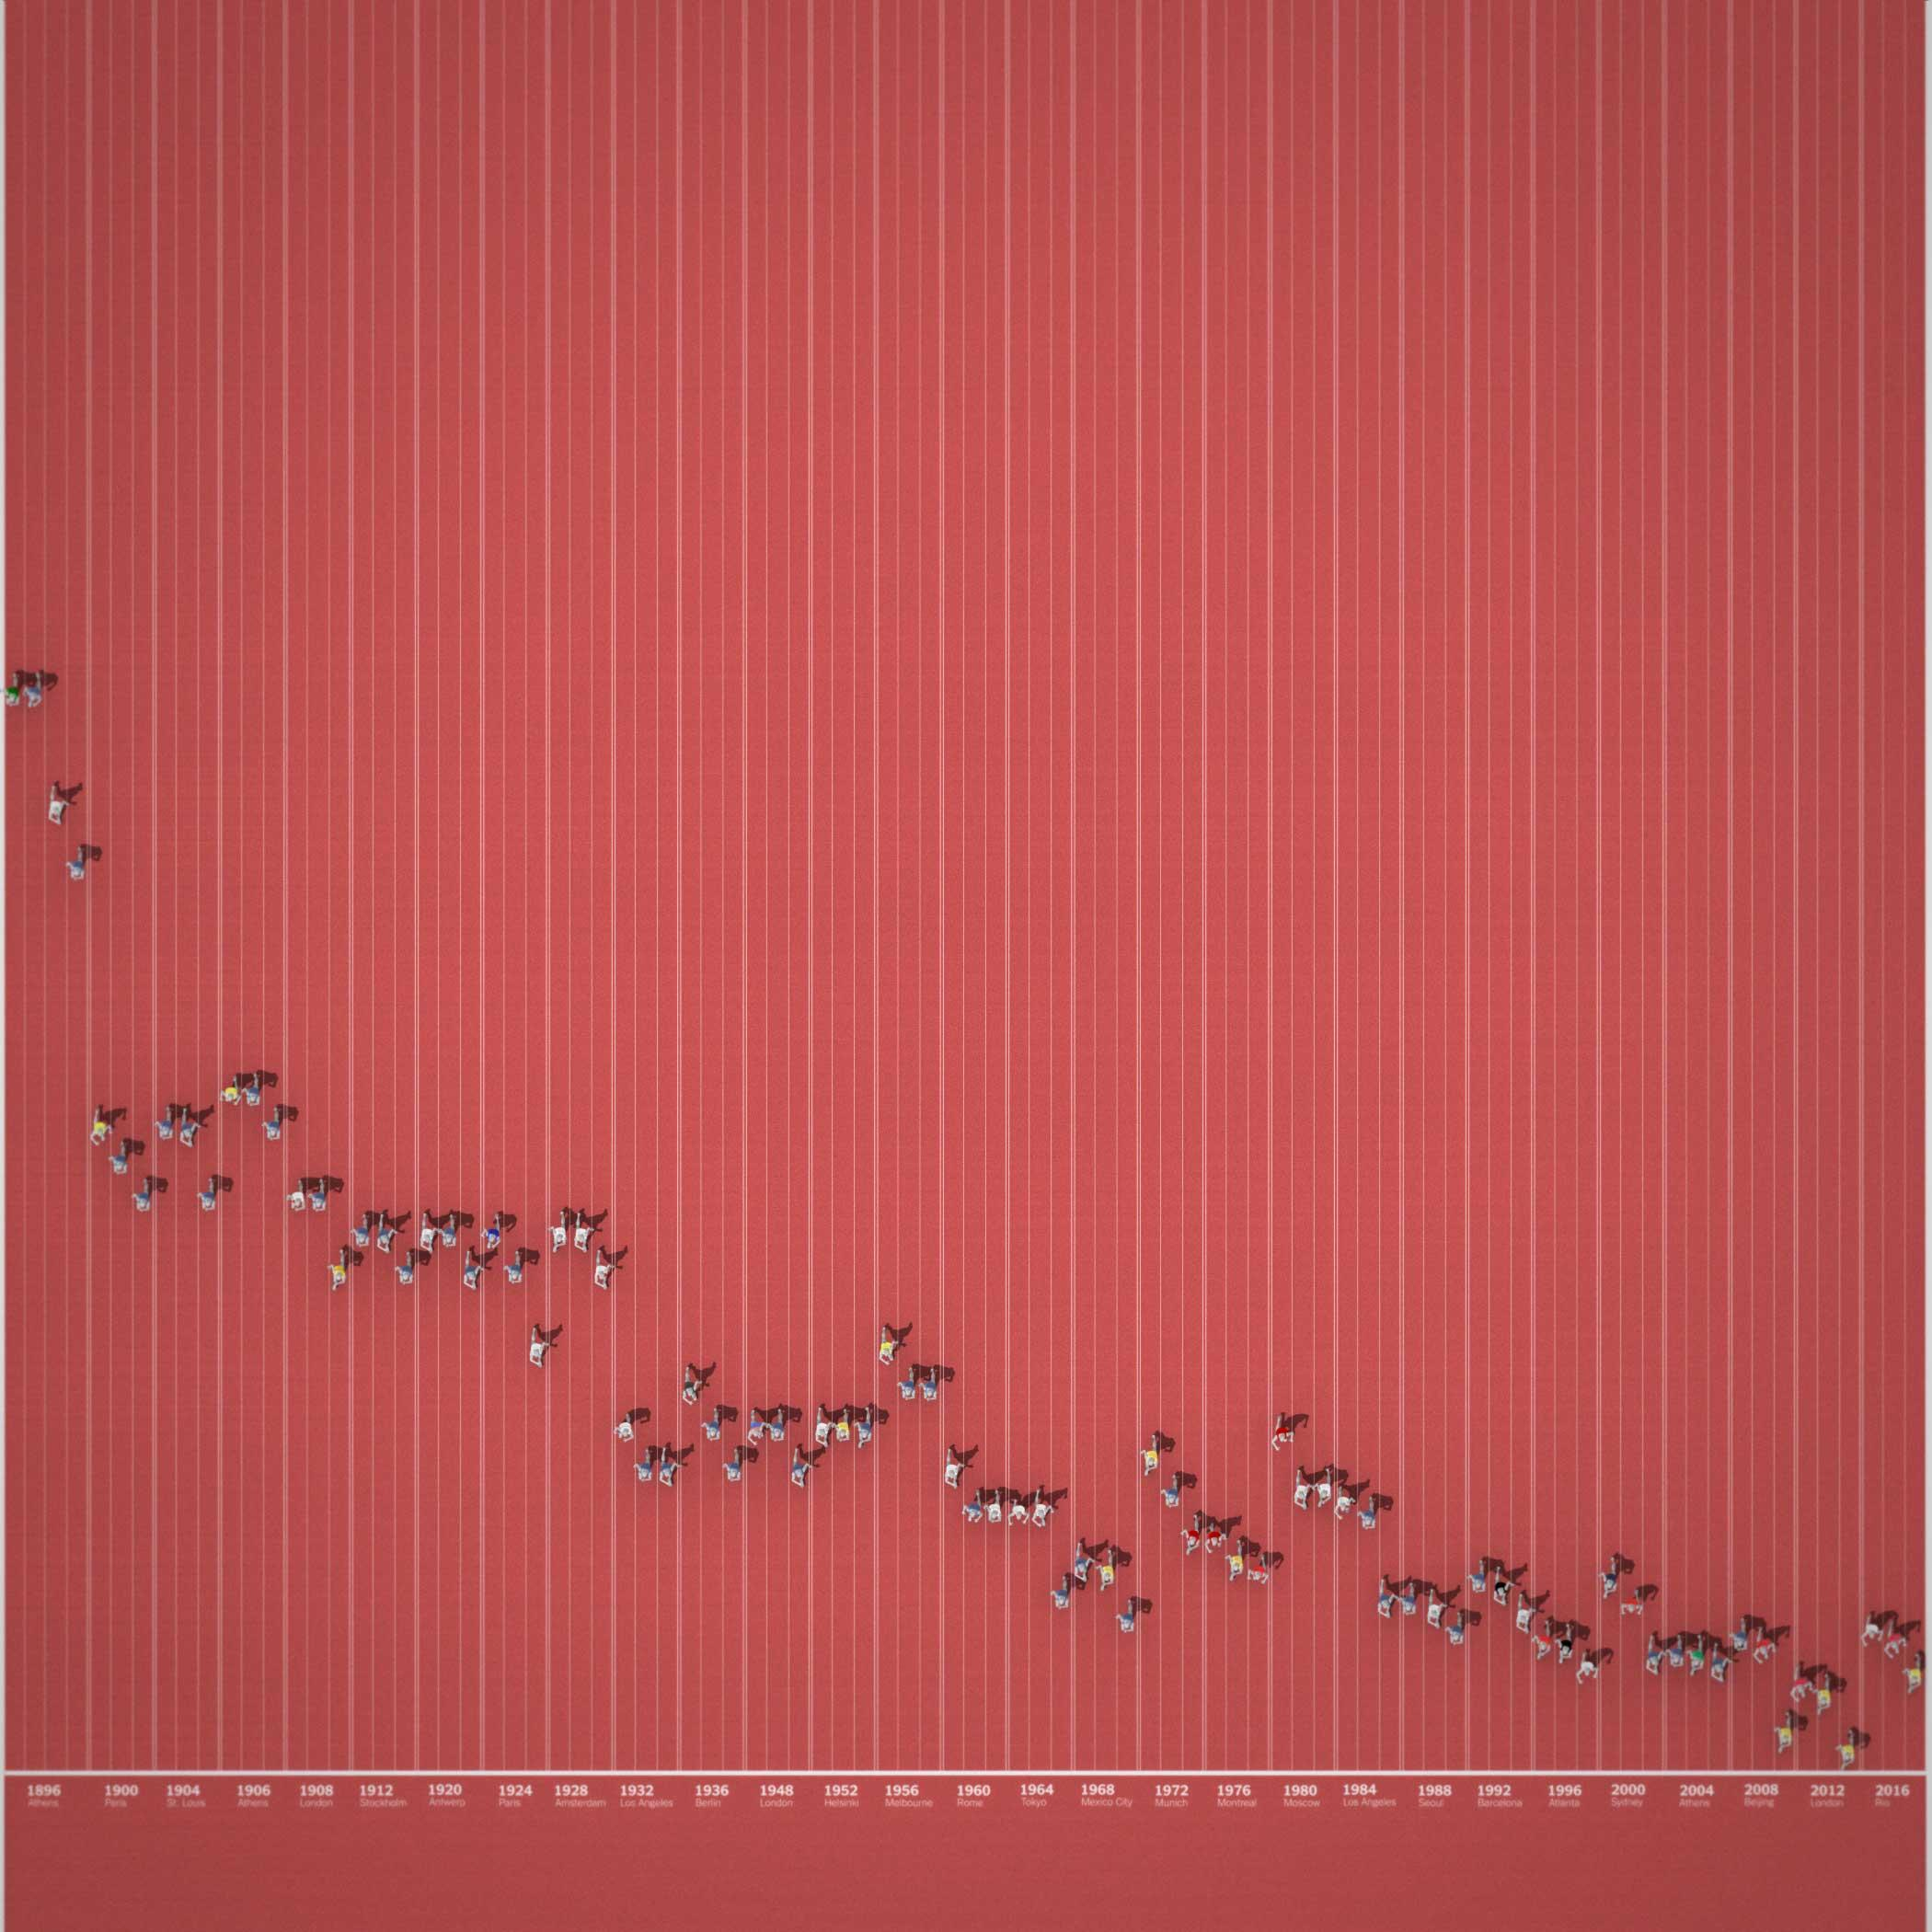 1896 1900 1904 1906 1908 1912 1920 1924 1928 1932 1936 1948 1952 1956 1960 1964 1968 1972 1976 1980 1984 1988 1992 1996 2000 2004 2008 2012 2016
Athens Paris St. Louis Athens London Stockholm Antwerp Paris Amsterdam Los Angeles Berlin London Helsinki Melbourne Rome Tokyo Mexico City Munich Montreal Moscow Los Angeles Seoul Barcelona Atlanta Sydney Athens Beijing London Rio